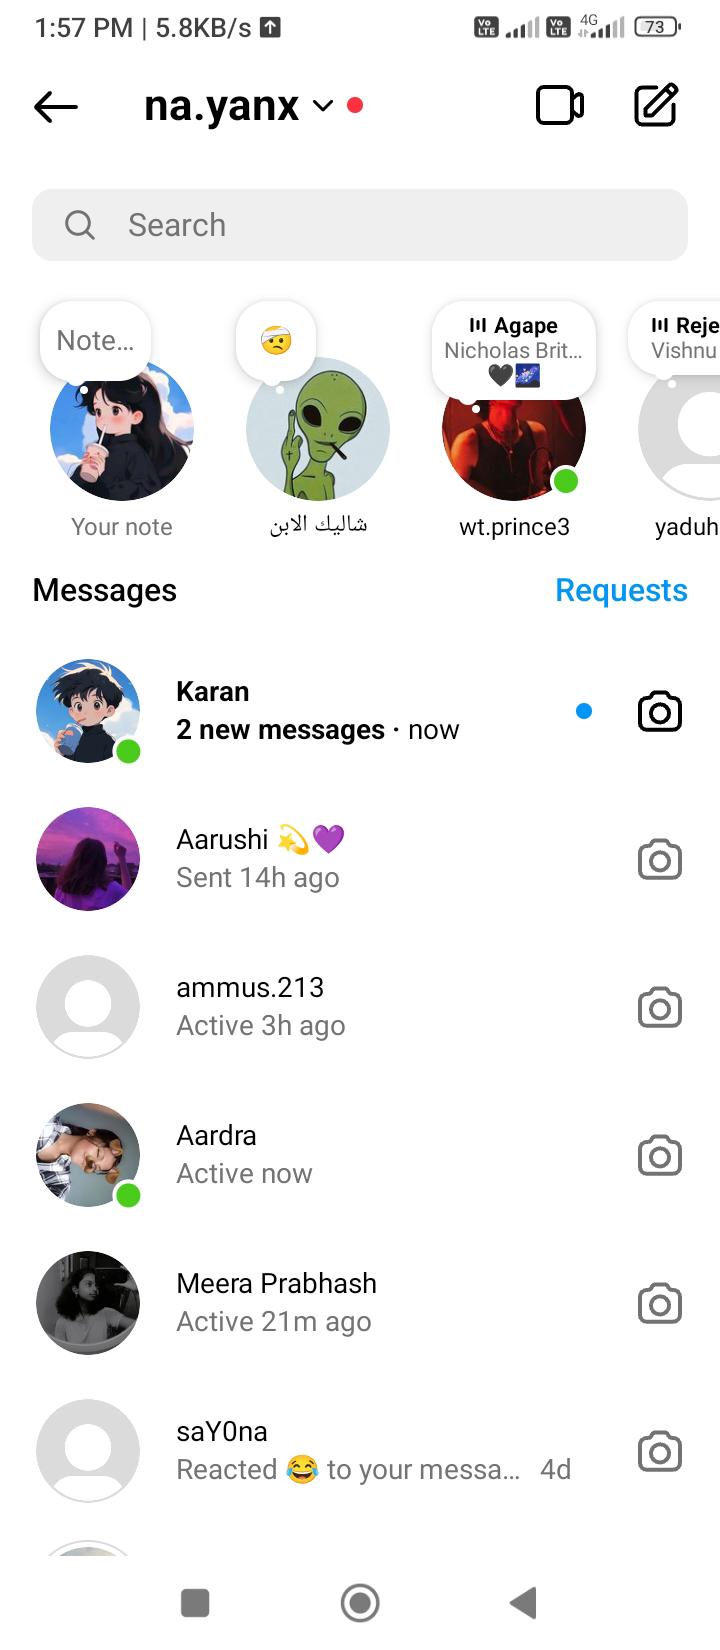 1:57 PM | 5.8KB/s
Vo LTE Vo LTE 4G 73
na.yanx
Search
Note...
🤕
Agape
Nicholas Brit...
🖤🌌
Reje
Vishnu
Your note
شاليك الابن
wt.prince3
yaduh
Messages
Requests
Karan
2 new messages · now
Aarushi 💫💜
Sent 14h ago
ammus.213
Active 3h ago
Aardra
Active now
Meera Prabhash
Active 21m ago
saY0na
Reacted 😂 to your messa... 4d